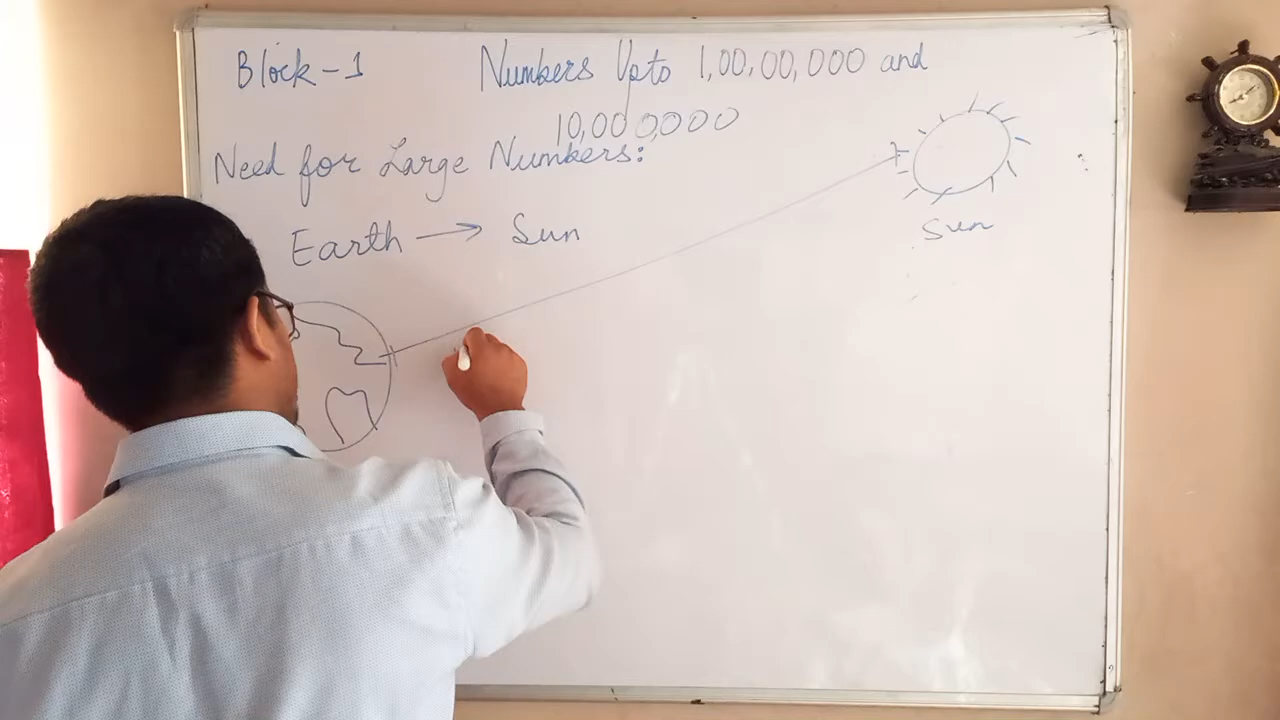 Block-1 Numbers Upto 1,00,00,000 and
10,000,000
Need for Large Numbers:
Earth → Sun
Sun